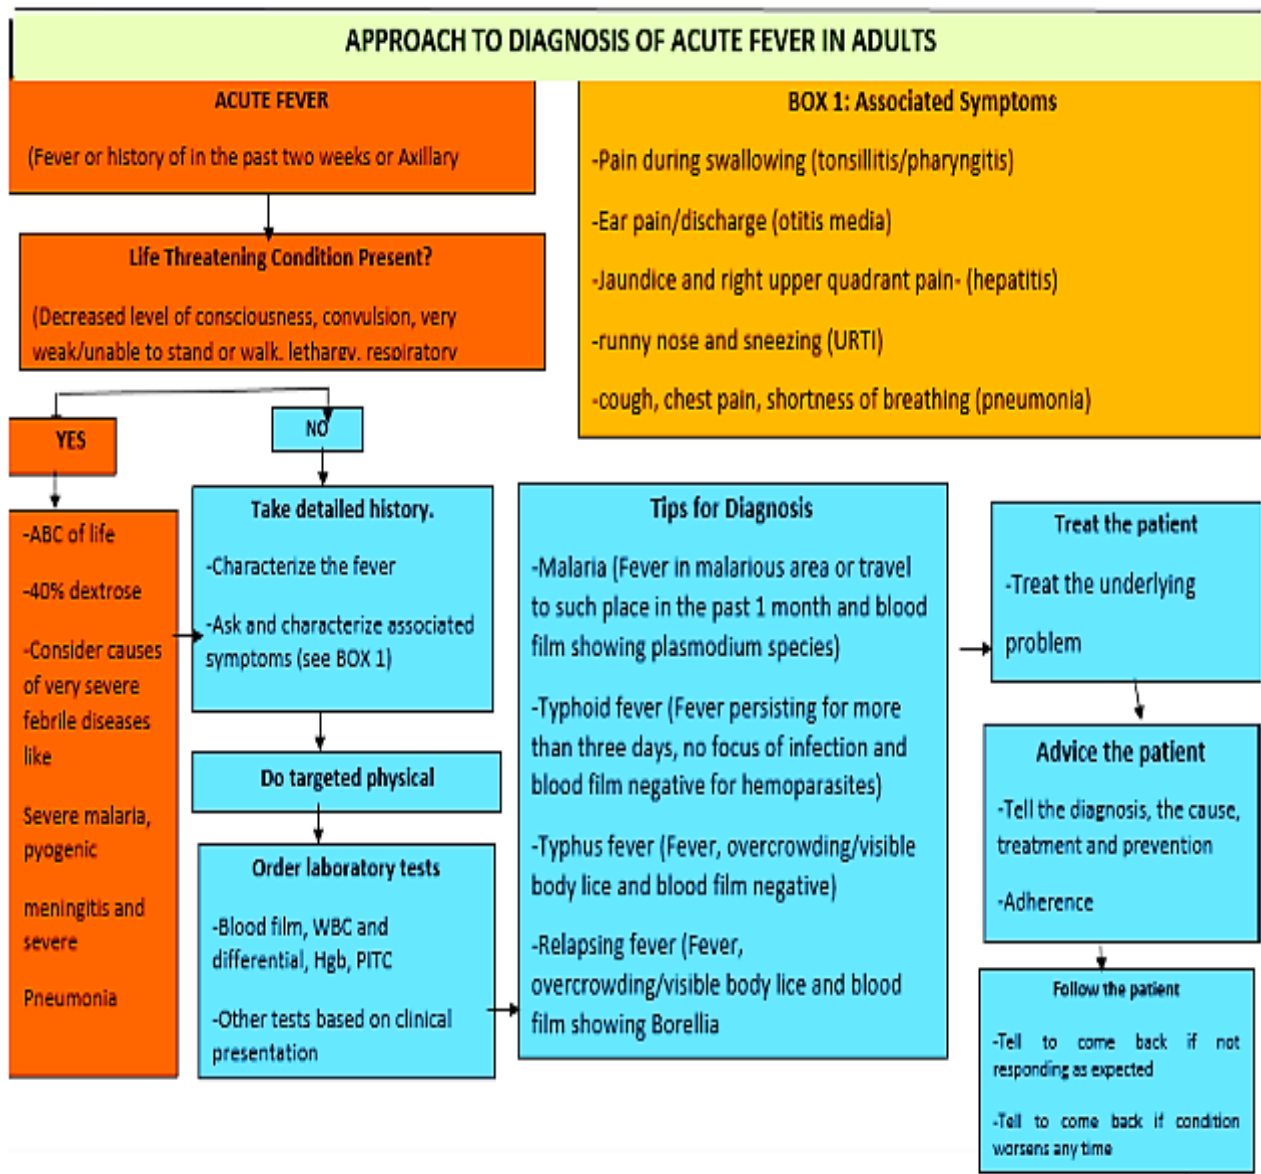 APPROACH TO DIAGNOSIS OF ACUTE FEVER IN ADULTS
ACUTE FEVER
(Fever or history of in the past two weeks or Axillary
Life Threatening Condition Present?
(Decreased level of consciousness, convulsion, very
weak/unable to stand or walk, lethargy, respiratory
BOX 1: Associated Symptoms
-Pain during swallowing (tonsillitis/pharyngitis)
-Ear pain/discharge (otitis media)
-Jaundice and right upper quadrant pain- (hepatitis)
-runny nose and sneezing (URTI)
-cough, chest pain, shortness of breathing (pneumonia)
YES
NO
-ABC of life
-40% dextrose
-Consider causes
of very severe
febrile diseases
like
Severe malaria,
pyogenic
meningitis and
severe
Pneumonia
Take detailed history.
-Characterize the fever
-Ask and characterize associated
symptoms (see BOX 1)
Do targeted physical
Order laboratory tests
-Blood film, WBC and
differential, Hgb, PITC
-Other tests based on clinical
presentation
Tips for Diagnosis
-Malaria (Fever in malarious area or travel
to such place in the past 1 month and blood
film showing plasmodium species)
-Typhoid fever (Fever persisting for more
than three days, no focus of infection and
blood film negative for hemoparasites)
-Typhus fever (Fever, overcrowding/visible
body lice and blood film negative)
-Relapsing fever (Fever,
overcrowding/visible body lice and blood
film showing Borellia
Treat the patient
-Treat the underlying
problem
Advice the patient
-Tell the diagnosis, the cause,
treatment and prevention
-Adherence
Follow the patient
-Tell to come back if not
responding as expected
-Tell to come back if condition
worsens any time